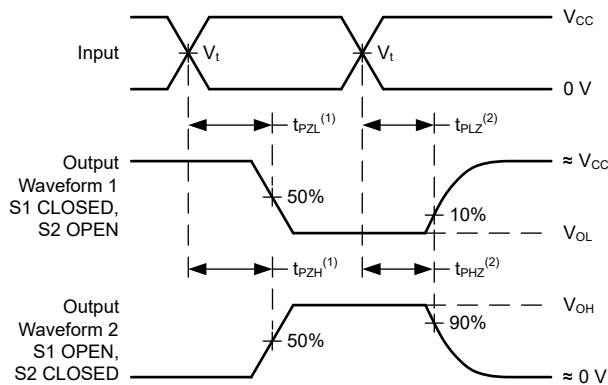 V_CC
Input
V_t
V_t
0 V
t_PZL^(1)
t_PLZ^(2)
Output
Waveform 1
S1 CLOSED,
S2 OPEN
≈ V_CC
50%
10%
V_OL
t_PZH^(1)
t_PHZ^(2)
Output
Waveform 2
S1 OPEN,
S2 CLOSED
V_OH
90%
50%
≈ 0 V